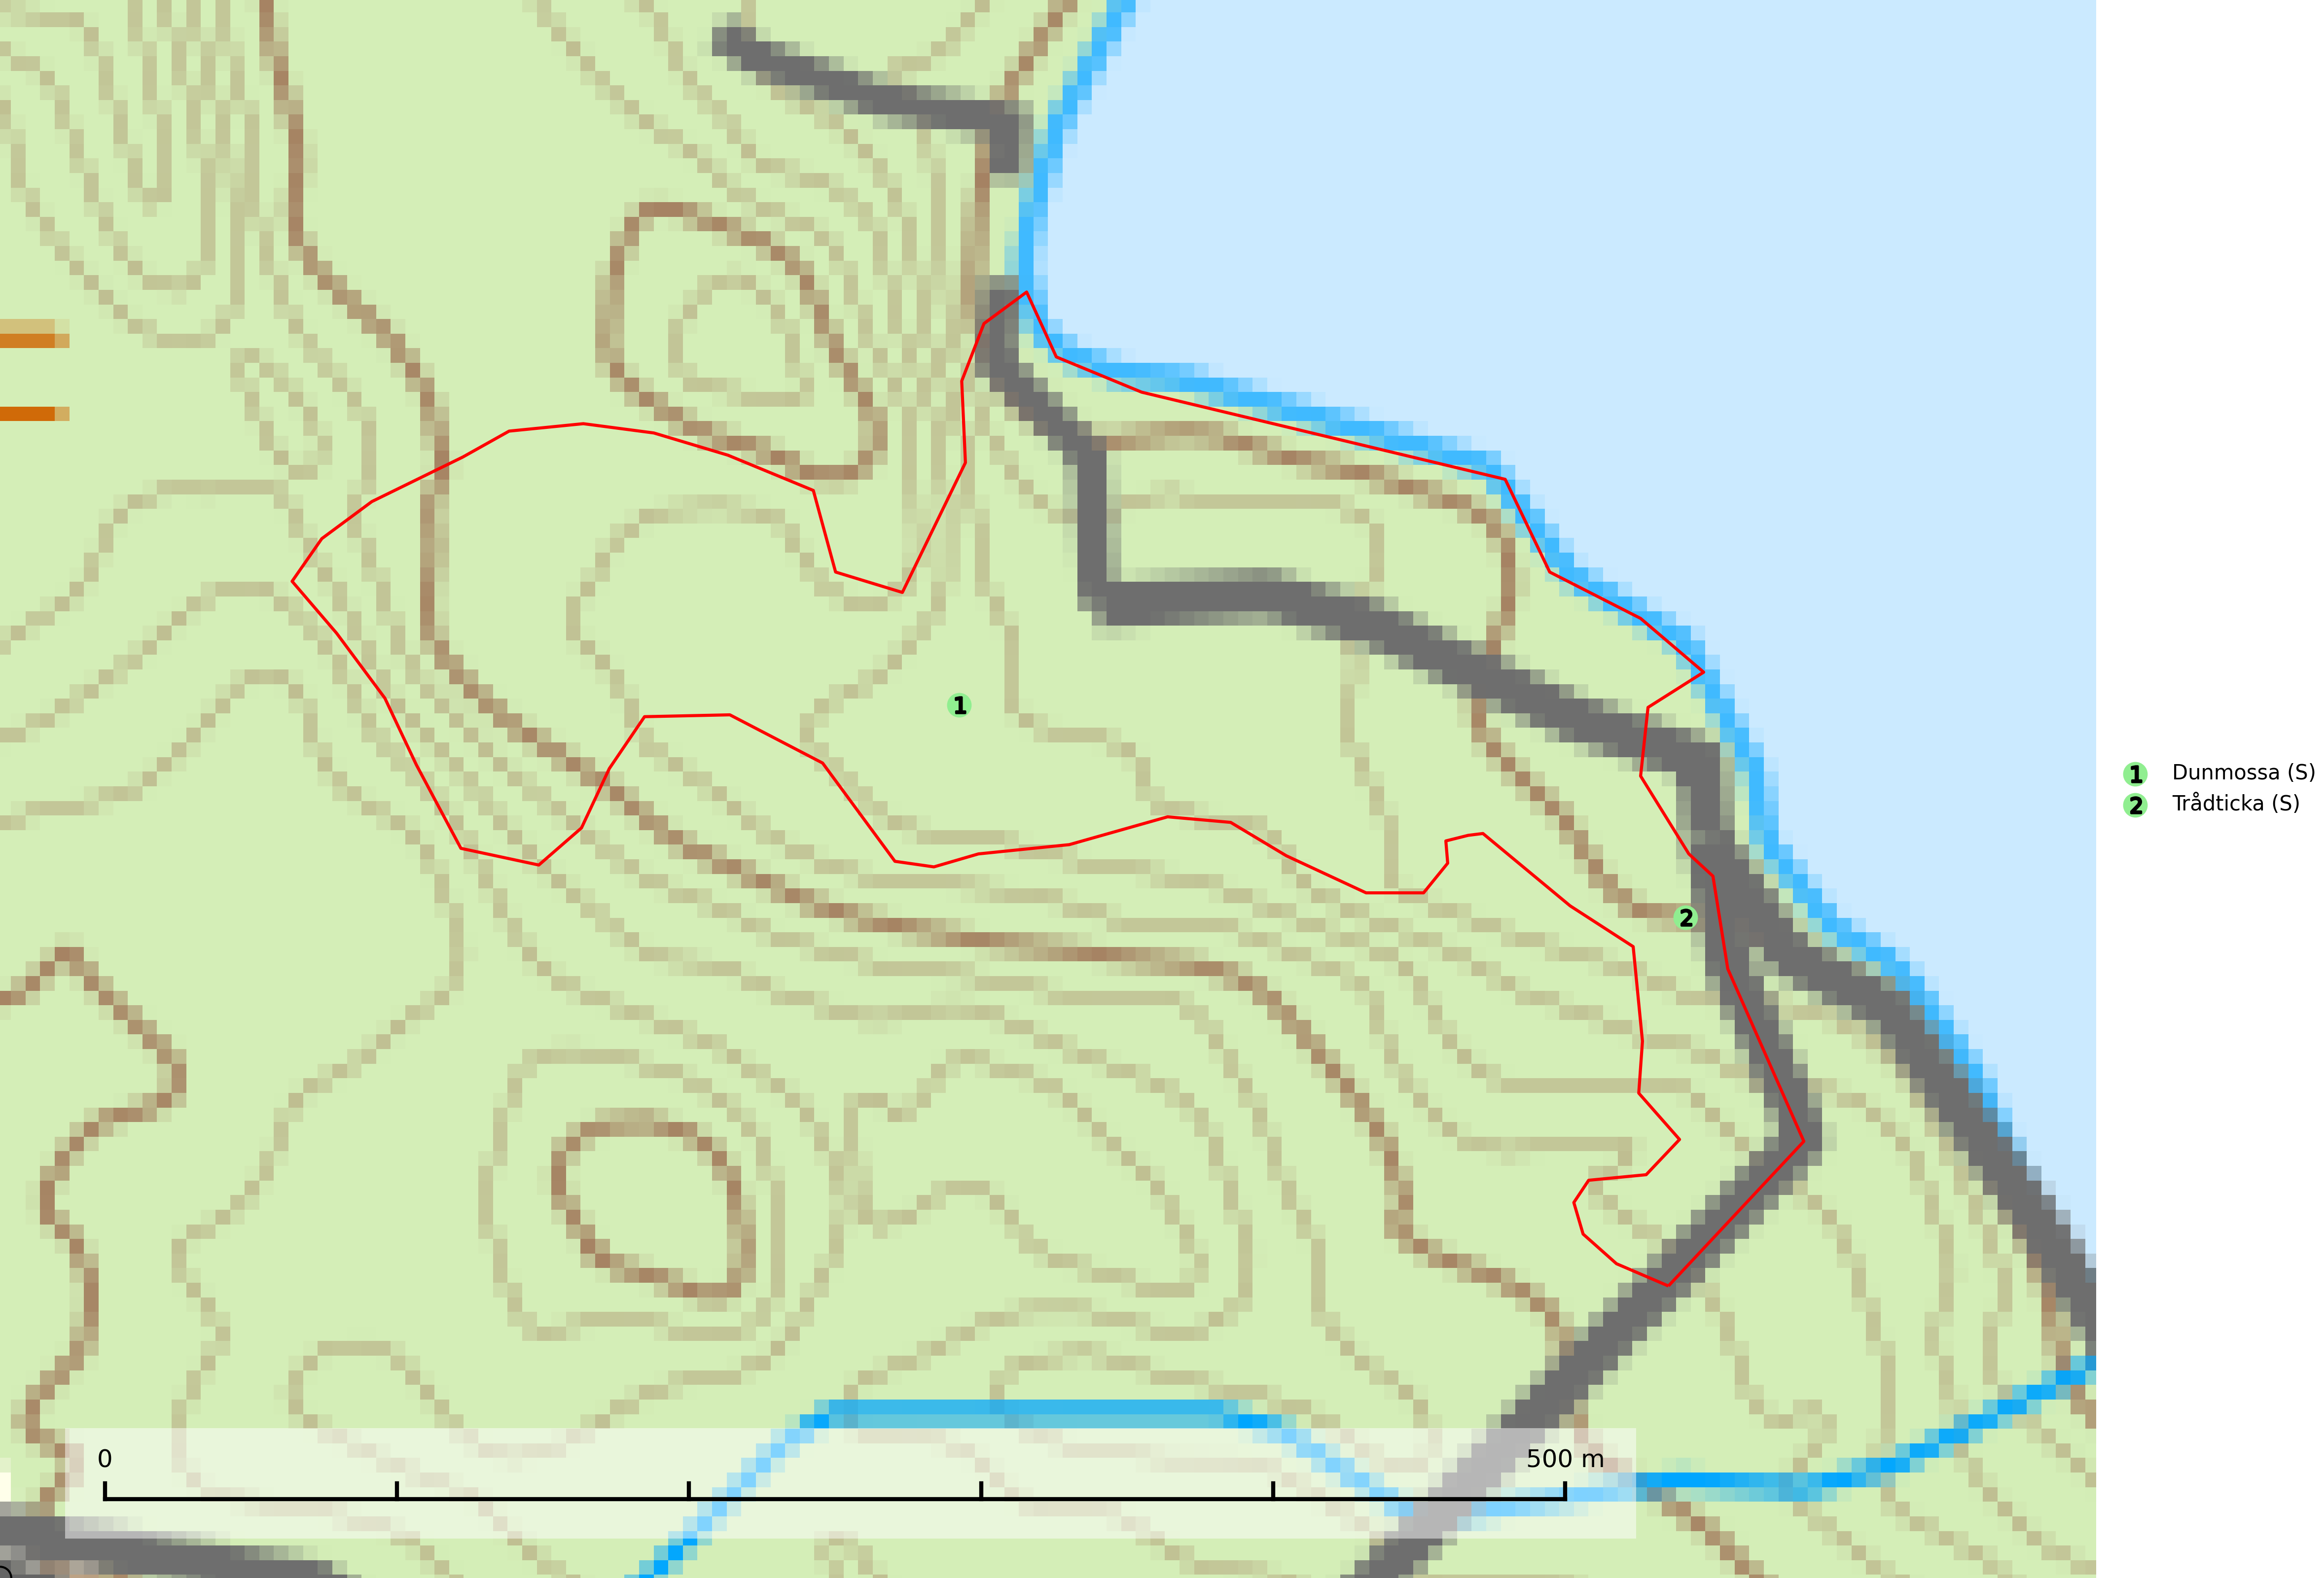 1
2
1 Dunmossa (S)
2 Trådticka (S)
0 500 m